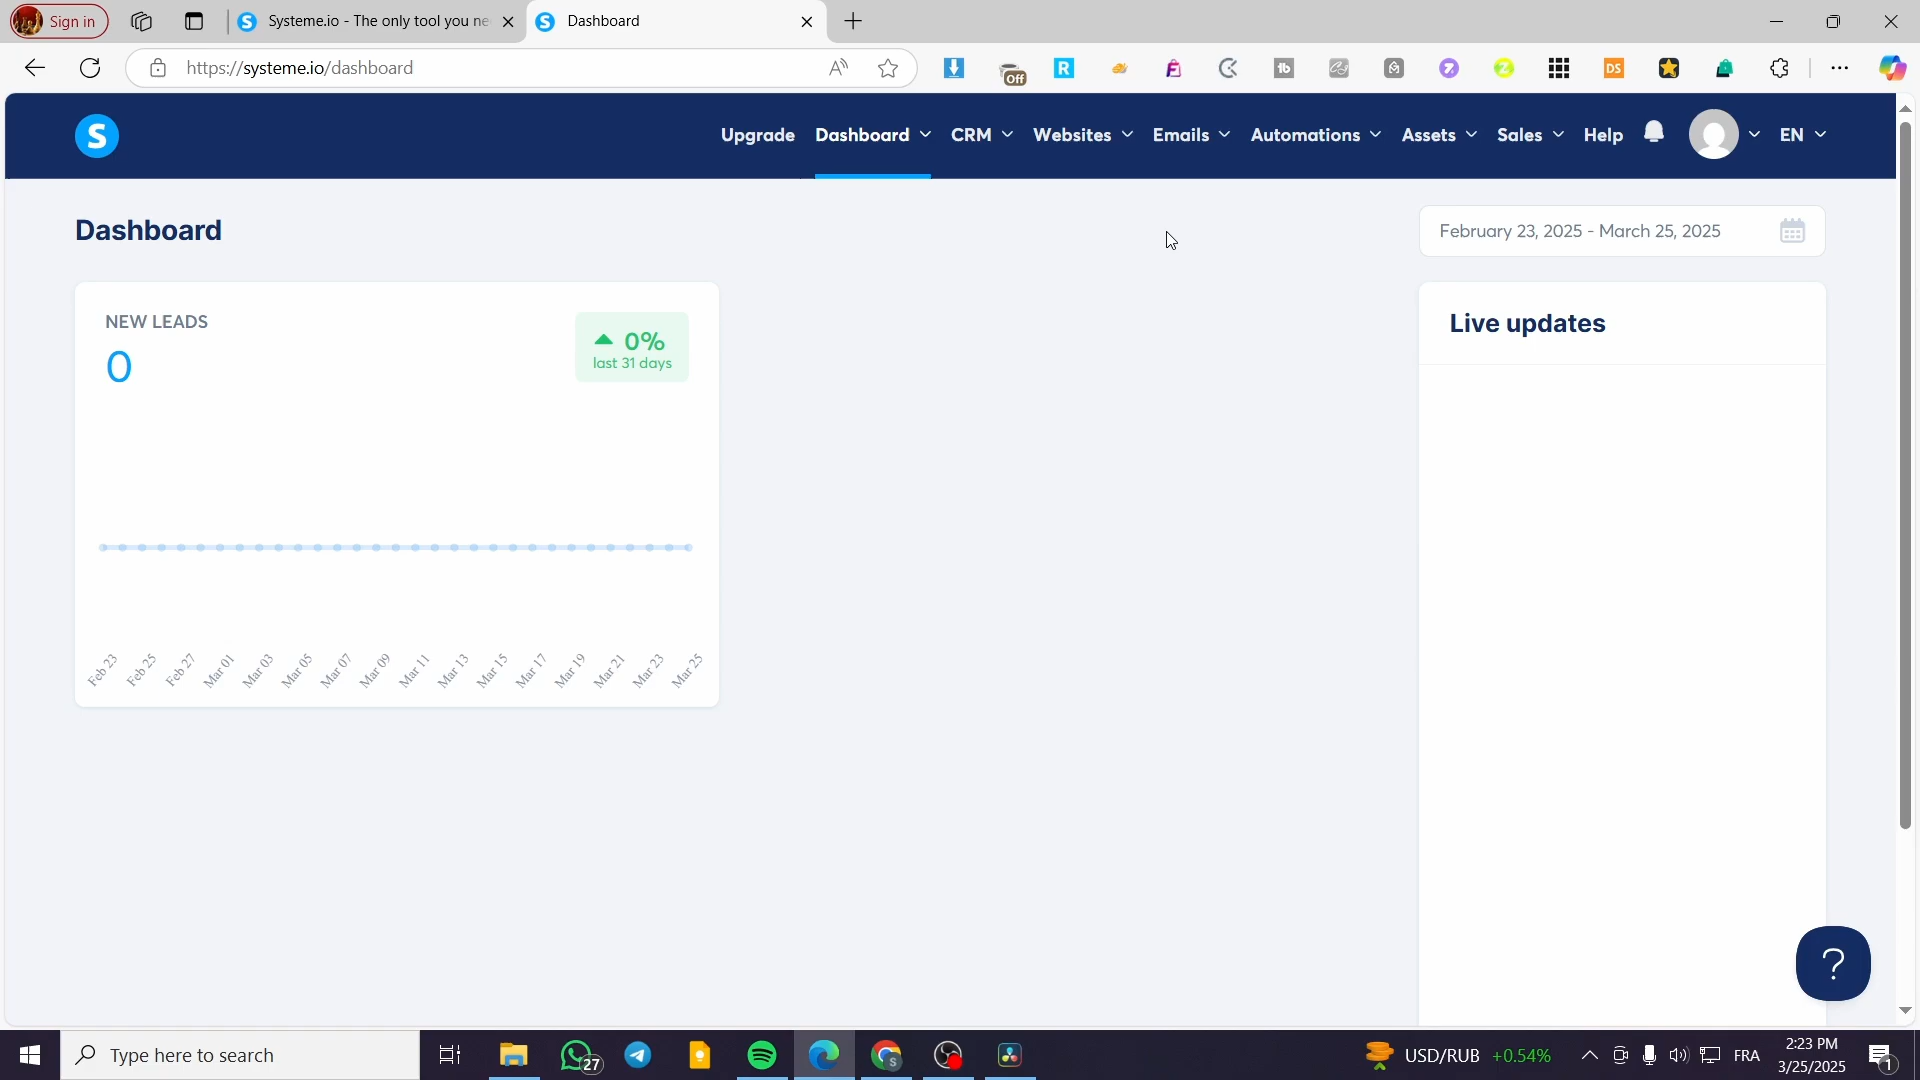 Sign in
Systeme.io - The only tool you ne
Dashboard
https://systeme.io/dashboard
Off
R
tb
DS
S
Upgrade Dashboard CRM Websites Emails Automations Assets Sales Help EN
Dashboard
February 23, 2025 - March 25, 2025
NEW LEADS
0
0%
last 31 days
Live updates
Feb 23 Feb 25 Feb 27 Mar 01 Mar 03 Mar 05 Mar 07 Mar 09 Mar 11 Mar 13 Mar 15 Mar 17 Mar 19 Mar 21 Mar 23 Mar 25
?
Type here to search
27
USD/RUB +0.54%
FRA
2:23 PM
3/25/2025
1